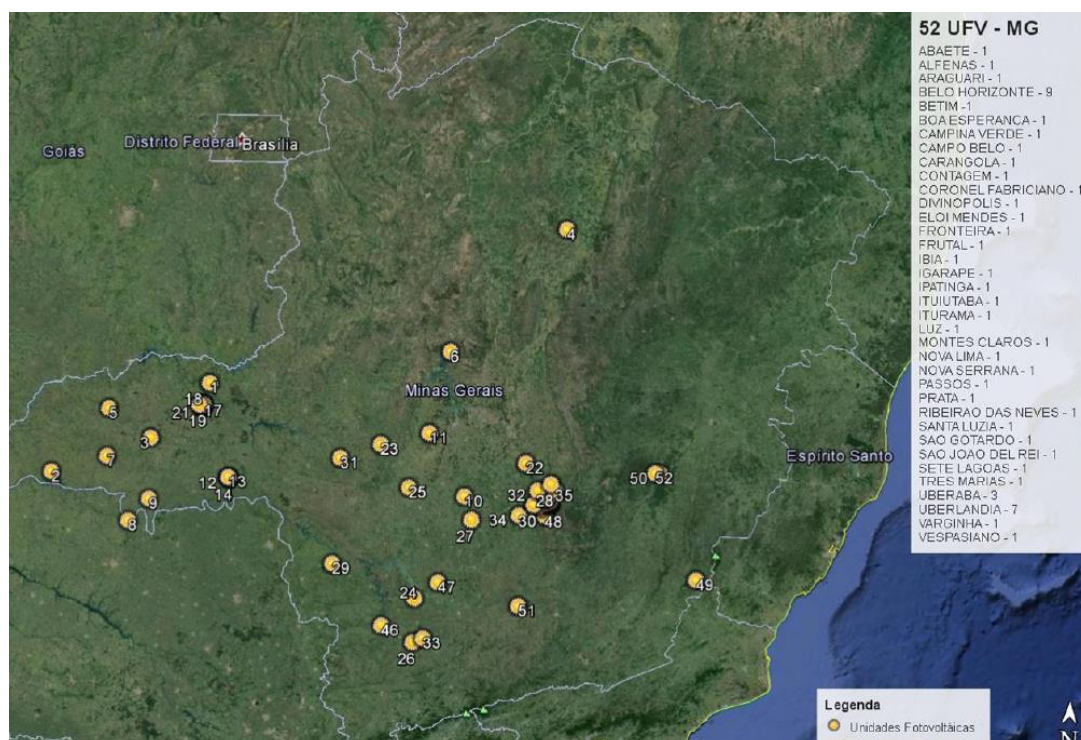 52 UFV - MG
ABAETE - 1
ALFENAS - 1
ARAGUARI - 1
BELO HORIZONTE - 9
BETIM -1
BOA ESPERANCA - 1
CAMPINA VERDE - 1
CAMPO BELO - 1
CARANGOLA - 1
CONTAGEM - 1
CORONEL FABRICIANO - 1
DIVINOPOLIS - 1
ELOI MENDES - 1
FRONTEIRA - 1
FRUTAL - 1
IBIA - 1
IGARAPE - 1
IPATINGA - 1
ITUIUTABA - 1
ITURAMA - 1
LUZ - 1
MONTES CLAROS - 1
NOVA LIMA - 1
NOVA SERRANA - 1
PASSOS - 1
PRATA - 1
RIBEIRAO DAS NEVES - 1
SANTA LUZIA - 1
SAO GOTARDO - 1
SAO JOAO DEL REI - 1
SETE LAGOAS - 1
TRES MARIAS - 1
UBERABA - 3
UBERLANDIA - 7
VARGINHA - 1
VESPASIANO - 1
Goiás
Distrito Federal
Brasília
4
6
Minas Gerais
1
18
5
21
17
19
3
11
23
7
31
22
Espírito Santo
2
12
13
50
52
25
32
35
14
9
10
28
8
27
34
30
48
29
49
47
24
51
46
33
26
Legenda
Unidades Fotovoltáicas
N